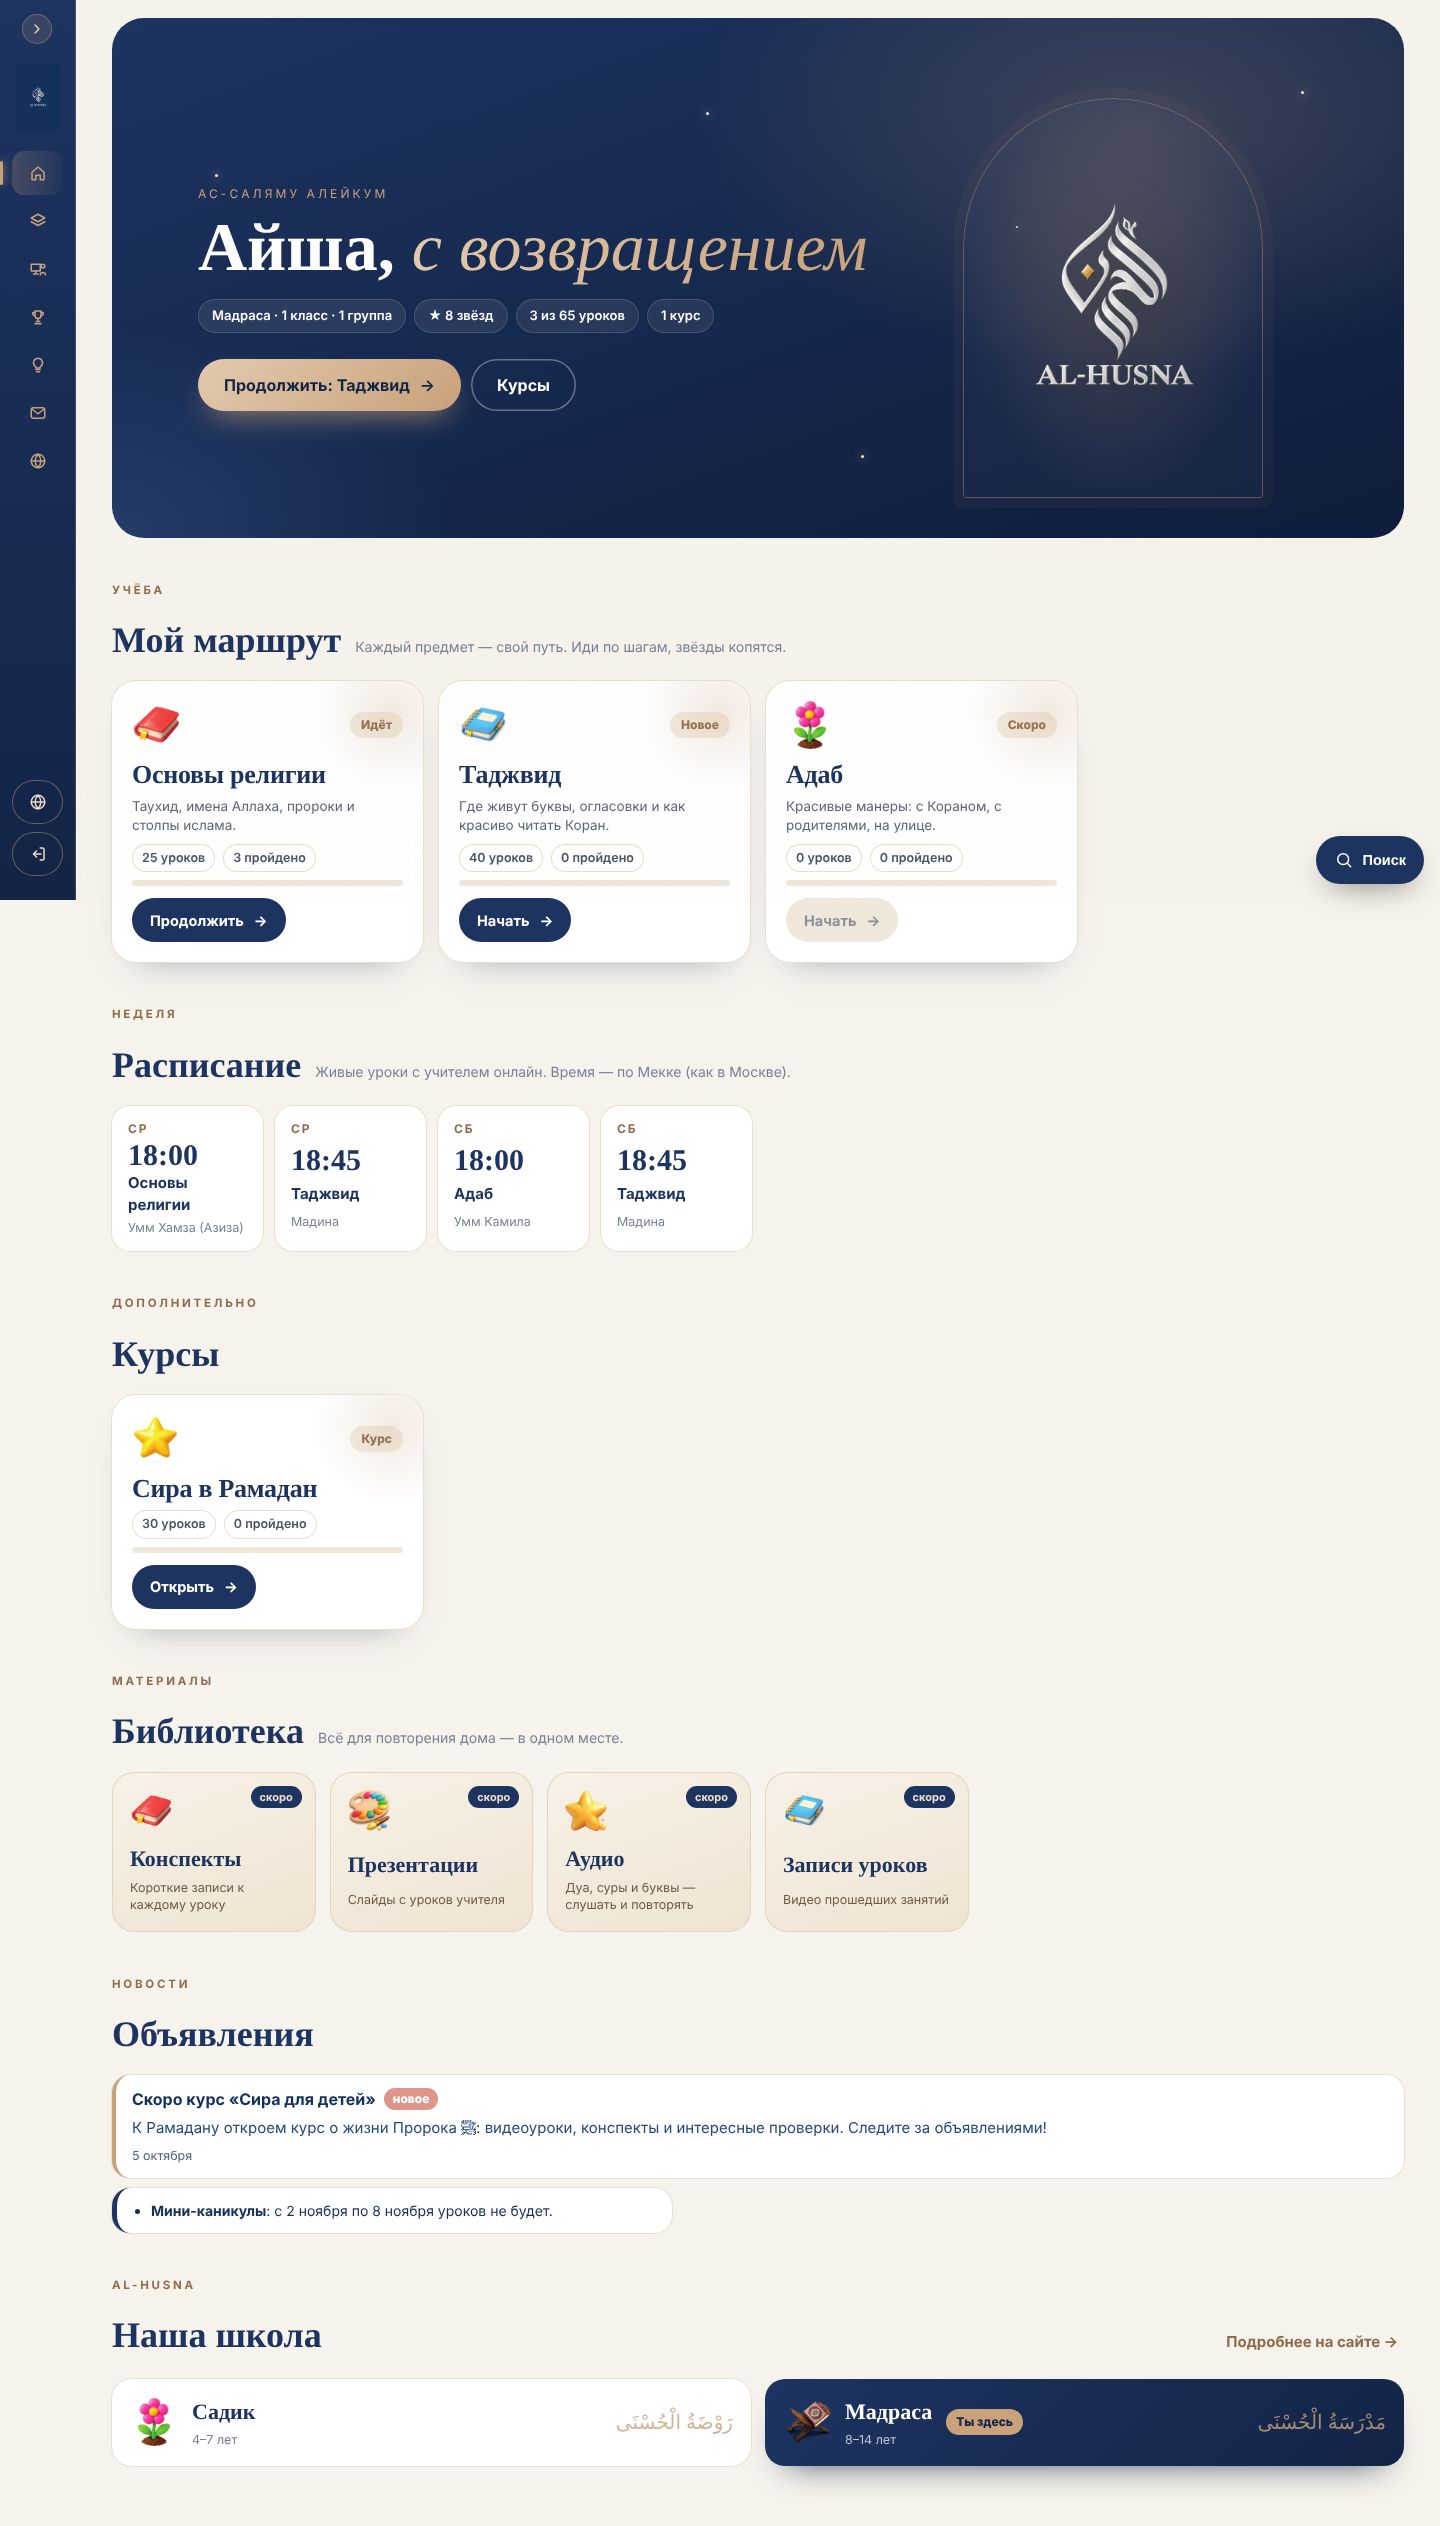 AL-HUSNA
АС-САЛЯМУ АЛЕЙКУМ
Айша, с возвращением
Мадраса · 1 класс · 1 группа
★ 8 звёзд
3 из 65 уроков
1 курс
Продолжить: Таджвид →
Курсы
AL-HUSNA
УЧЁБА
Мой маршрут
Каждый предмет — свой путь. Иди по шагам, звёзды копятся.
Идёт
Основы религии
Таухид, имена Аллаха, пророки и
столпы ислама.
25 уроков
3 пройдено
Продолжить →
Новое
Таджвид
Где живут буквы, огласовки и как
красиво читать Коран.
40 уроков
0 пройдено
Начать →
Скоро
Адаб
Красивые манеры: с Кораном, с
родителями, на улице.
0 уроков
0 пройдено
Начать →
Поиск
НЕДЕЛЯ
Расписание
Живые уроки с учителем онлайн. Время — по Мекке (как в Москве).
СР
18:00
Основы
религии
Умм Хамза (Азиза)
СР
18:45
Таджвид
Мадина
СБ
18:00
Адаб
Умм Камила
СБ
18:45
Таджвид
Мадина
ДОПОЛНИТЕЛЬНО
Курсы
Курс
Сира в Рамадан
30 уроков
0 пройдено
Открыть →
МАТЕРИАЛЫ
Библиотека
Всё для повторения дома — в одном месте.
скоро
Конспекты
Короткие записи к
каждому уроку
скоро
Презентации
Слайды с уроков учителя
скоро
Аудио
Дуа, суры и буквы —
слушать и повторять
скоро
Записи уроков
Видео прошедших занятий
НОВОСТИ
Объявления
Скоро курс «Сира для детей»
новое
К Рамадану откроем курс о жизни Пророка ﷺ: видеоуроки, конспекты и интересные проверки. Следите за объявлениями!
5 октября
• Мини-каникулы: с 2 ноября по 8 ноября уроков не будет.
AL-HUSNA
Наша школа
Подробнее на сайте →
Садик
4–7 лет
رَوْضَةُ الْحُسْنَى
Мадраса
8–14 лет
Ты здесь
مَدْرَسَةُ الْحُسْنَى